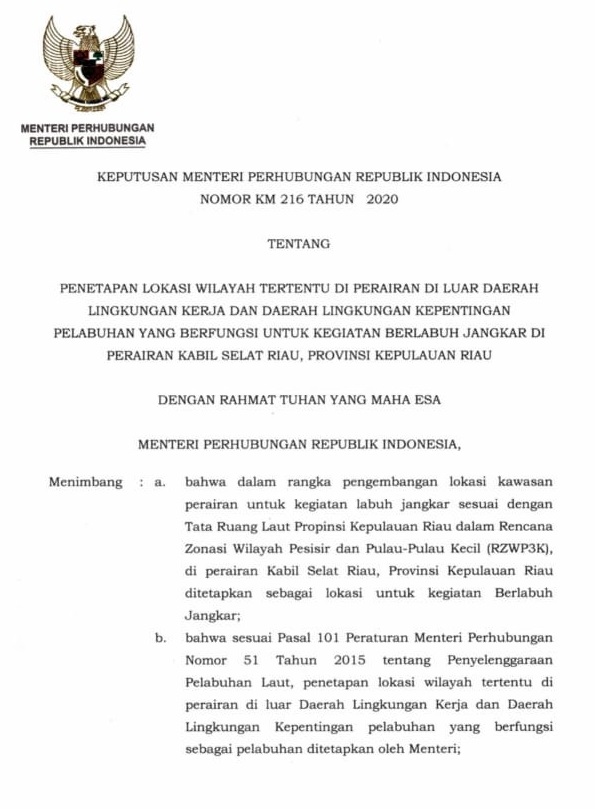 MENTERI PERHUBUNGAN
REPUBLIK INDONESIA
KEPUTUSAN MENTERI PERHUBUNGAN REPUBLIK INDONESIA
NOMOR KM 216 TAHUN 2020
TENTANG
PENETAPAN LOKASI WILAYAH TERTENTU DI PERAIRAN DI LUAR DAERAH
LINGKUNGAN KERJA DAN DAERAH LINGKUNGAN KEPENTINGAN
PELABUHAN YANG BERFUNGSI UNTUK KEGIATAN BERLABUH JANGKAR DI
PERAIRAN KABIL SELAT RIAU, PROVINSI KEPULAUAN RIAU
DENGAN RAHMAT TUHAN YANG MAHA ESA
MENTERI PERHUBUNGAN REPUBLIK INDONESIA,
Menimbang : a. bahwa dalam rangka pengembangan lokasi kawasan
perairan untuk kegiatan labuh jangkar sesuai dengan
Tata Ruang Laut Propinsi Kepulauan Riau dalam Rencana
Zonasi Wilayah Pesisir dan Pulau-Pulau Kecil (RZWP3K),
di perairan Kabil Selat Riau, Provinsi Kepulauan Riau
ditetapkan sebagai lokasi untuk kegiatan Berlabuh
Jangkar;
b. bahwa sesuai Pasal 101 Peraturan Menteri Perhubungan
Nomor 51 Tahun 2015 tentang Penyelenggaraan
Pelabuhan Laut, penetapan lokasi wilayah tertentu di
perairan di luar Daerah Lingkungan Kerja dan Daerah
Lingkungan Kepentingan pelabuhan yang berfungsi
sebagai pelabuhan ditetapkan oleh Menteri;